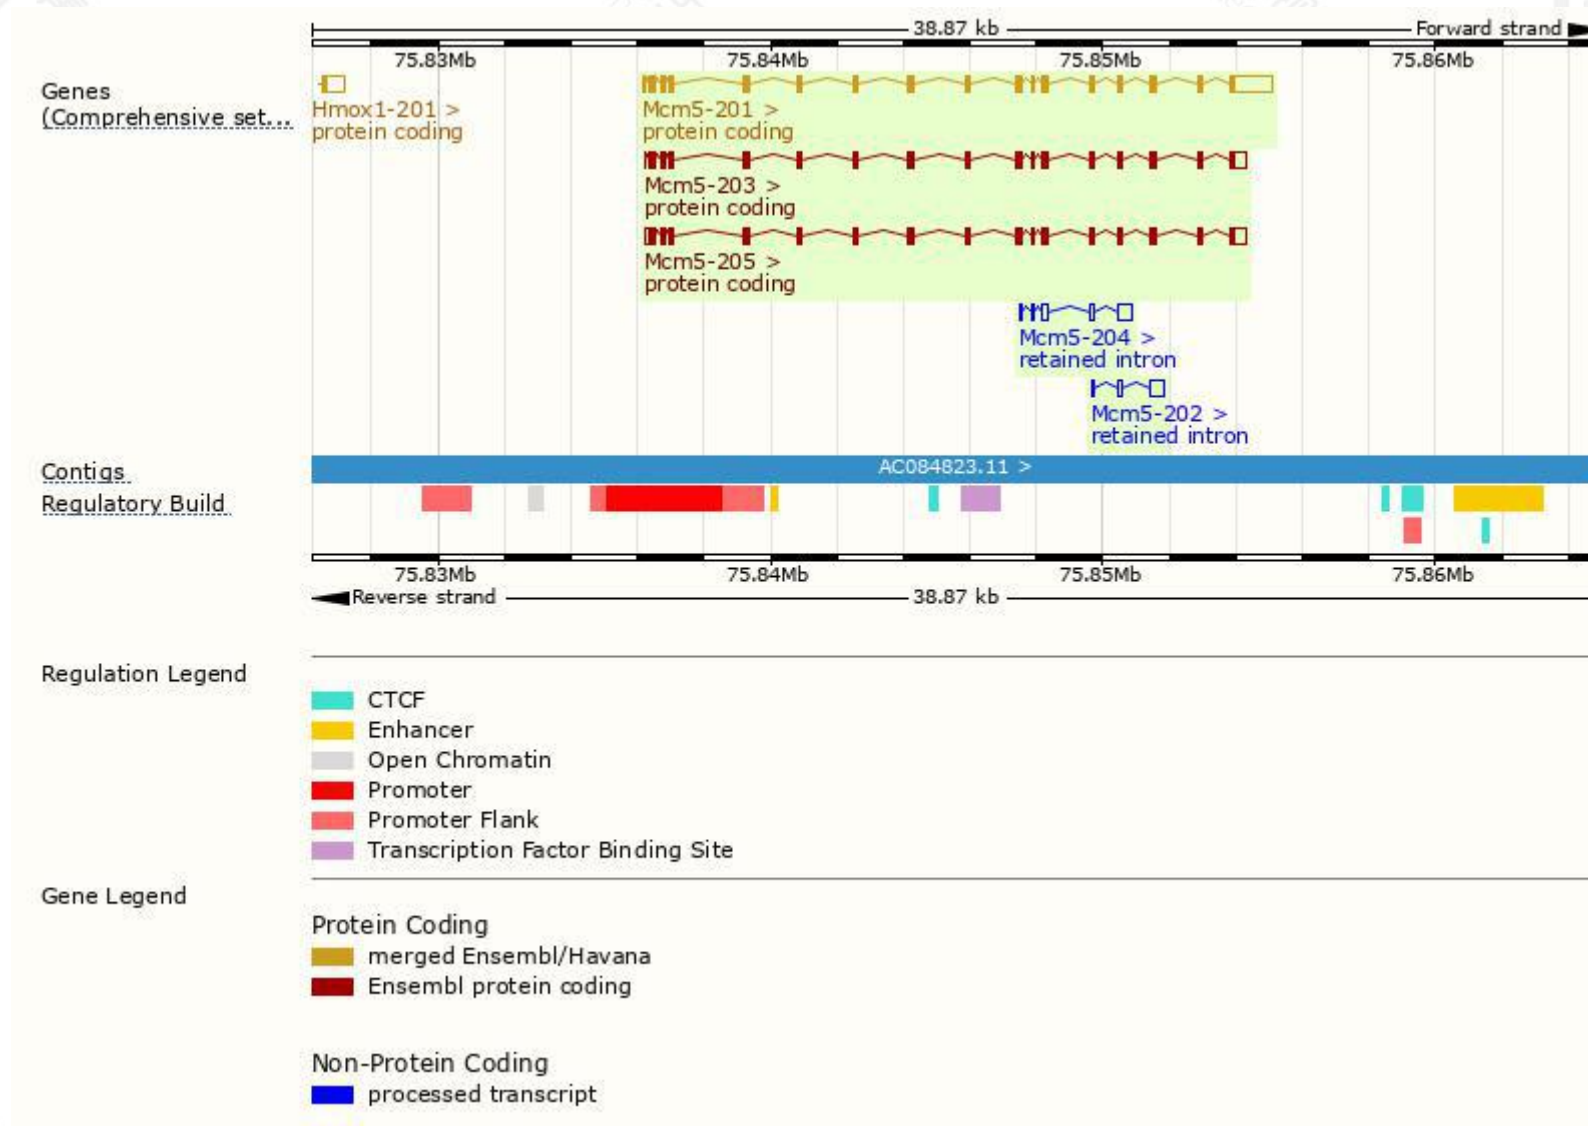 38.87 kb Forward strand
75.83Mb 75.84Mb 75.85Mb 75.86Mb
Genes
(Comprehensive set...
Hmox1-201 >
protein coding
Mcm5-201 >
protein coding
Mcm5-203 >
protein coding
Mcm5-205 >
protein coding
Mcm5-204 >
retained intron
Mcm5-202 >
retained intron
Contigs
AC084823.11 >
Regulatory Build
75.83Mb 75.84Mb 75.85Mb 75.86Mb
Reverse strand 38.87 kb
Regulation Legend
CTCF
Enhancer
Open Chromatin
Promoter
Promoter Flank
Transcription Factor Binding Site
Gene Legend
Protein Coding
merged Ensembl/Havana
Ensembl protein coding
Non-Protein Coding
processed transcript